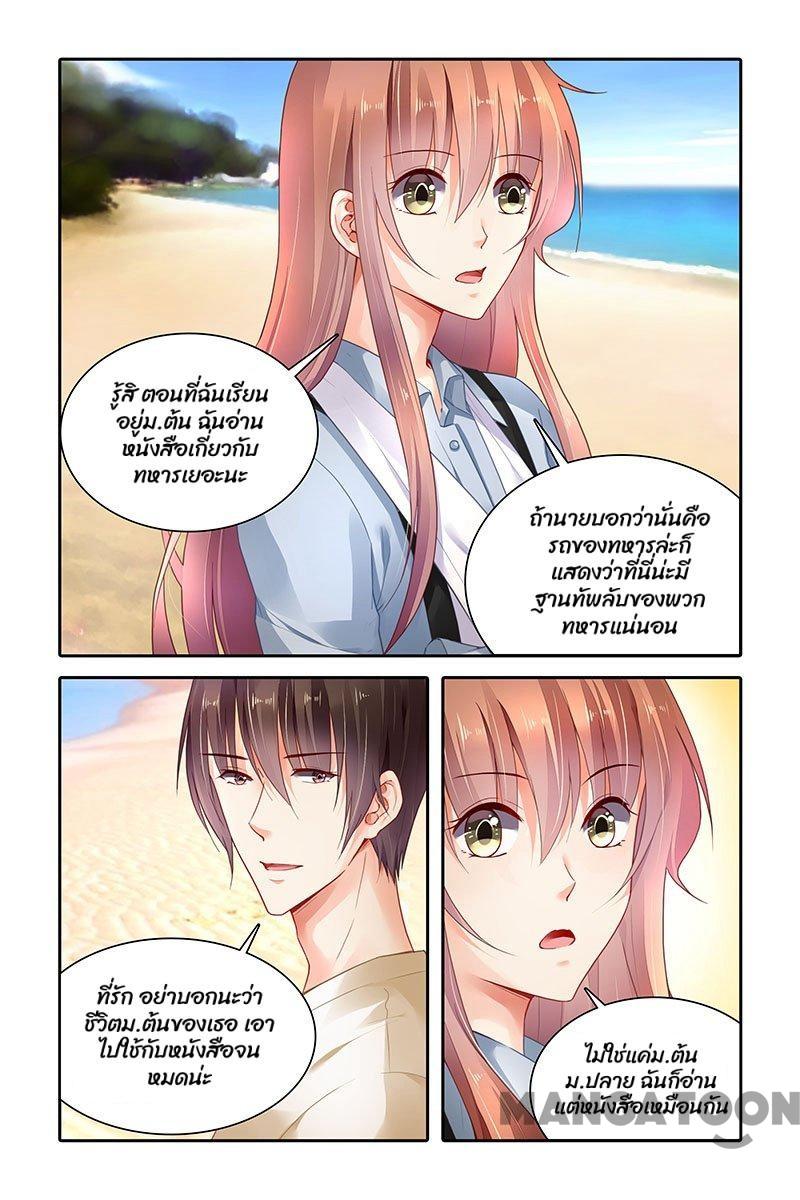 รู้สิ ตอนที่ฉันเรียน
อยู่ม.ต้น ฉันอ่าน
หนังสือเกี่ยวกับ
ทหารเยอะนะ
ถ้านายบอกว่านั่นคือ
รถของทหารล่ะก็
แสดงว่าที่นี่น่ะมี
ฐานทัพลับของพวก
ทหารแน่นอน
ที่รัก อย่าบอกนะว่า
ชีวิตม.ต้นของเธอ เอา
ไปใช้กับหนังสือจน
หมดน่ะ
ไม่ใช่แค่ม.ต้น
ม.ปลาย ฉันก็อ่าน
แต่หนังสือเหมือนกัน
MANGATOON